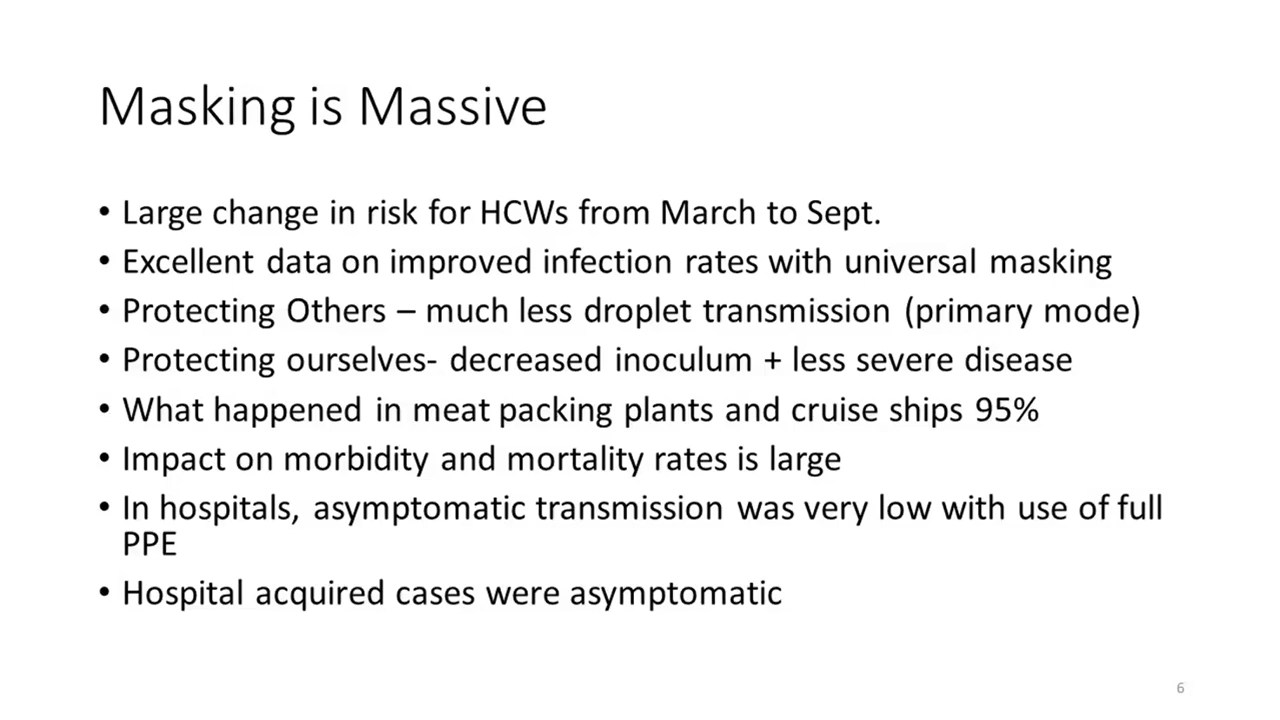 Masking is Massive
• Large change in risk for HCWs from March to Sept.
• Excellent data on improved infection rates with universal masking
• Protecting Others – much less droplet transmission (primary mode)
• Protecting ourselves- decreased inoculum + less severe disease
• What happened in meat packing plants and cruise ships 95%
• Impact on morbidity and mortality rates is large
• In hospitals, asymptomatic transmission was very low with use of full
PPE
• Hospital acquired cases were asymptomatic
6